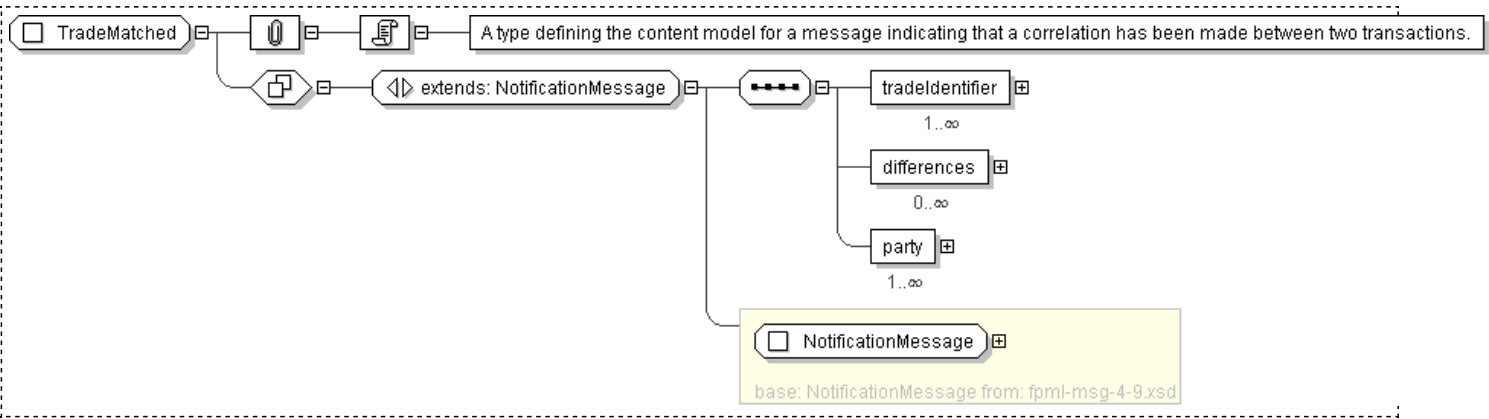 TradeMatched
A type defining the content model for a message indicating that a correlation has been made between two transactions.
extends: NotificationMessage
tradeIdentifier
1..∞
differences
0..∞
party
1..∞
NotificationMessage
base: NotificationMessage from: fpml-msg-4-9.xsd